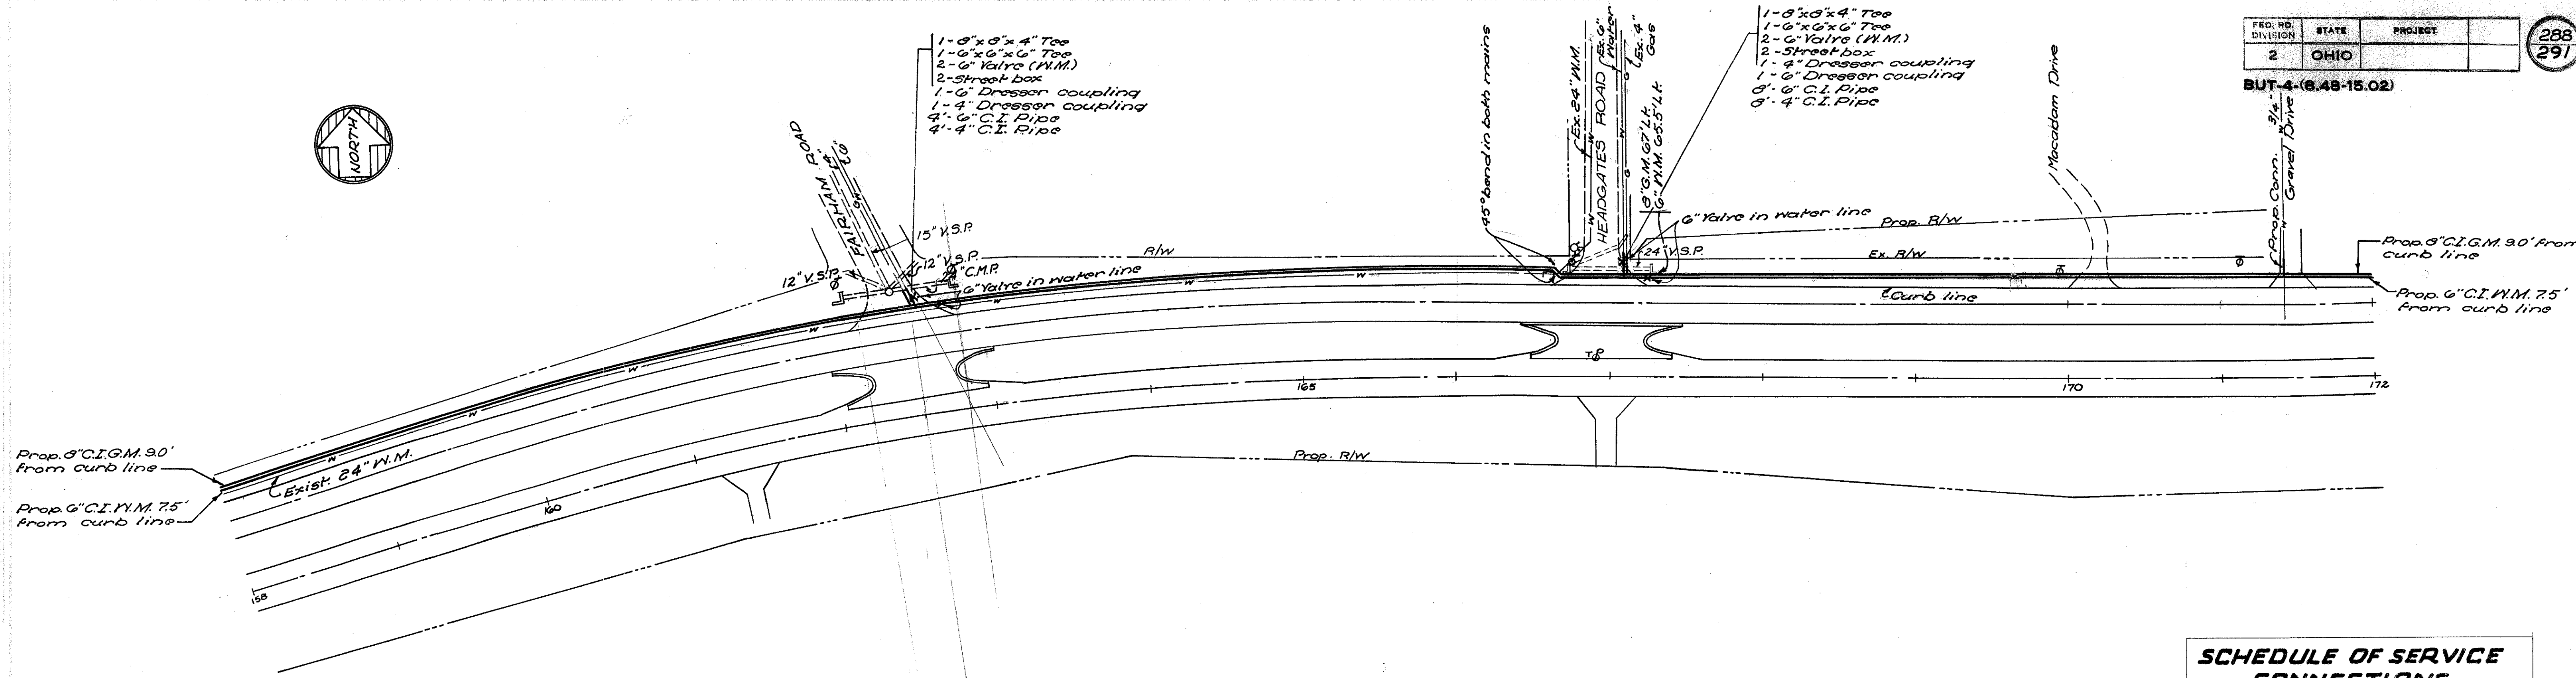 1-8"x8"x4" Tee
1-6"x6"x6" Tee
2-6" Valve (W.M.)
2-Street box
1-6" Dresser coupling
1-4" Dresser coupling
4'-6" C.I. Pipe
4'-4" C.I. Pipe
1-8"x8"x4" Tee
1-6"x6"x6" Tee
2-6" Valve (W.M.)
2-Street box
1-4" Dresser coupling
1-6" Dresser coupling
8'-6" C.I. Pipe
8'-4" C.I. Pipe
FED. RD. DIVISION
STATE
PROJECT
2
OHIO
288
291
BUT-4-(8.48-15.02)
NORTH
FAIRHAM ROAD
45° bend in both mains
Ex. 24" W.M.
HEADGATES ROAD
Ex. 6" Water
Ex. 4" Gas
8" G.M. 67' Lt.
6" W.M. 65.5' Lt.
Macadam Drive
Prop. Conn. 3/4"
Gravel Drive
15" V.S.P.
12" V.S.P.
12" V.S.P.
C.M.P.
6" Valve in water line
R/W
24" V.S.P.
6" Valve in water line
Prop. R/W
Ex. R/W
Curb line
Prop. 8" C.I.G.M. 9.0' from
curb line
Prop. 6" C.I.W.M. 7.5'
from curb line
Prop. 8" C.I.G.M. 9.0'
from curb line
Exist. 24" W.M.
Prop. 6" C.I.W.M. 7.5'
from curb line
158
160
165
170
172
Prop. R/W
SCHEDULE OF SERVICE
CONNECTIONS